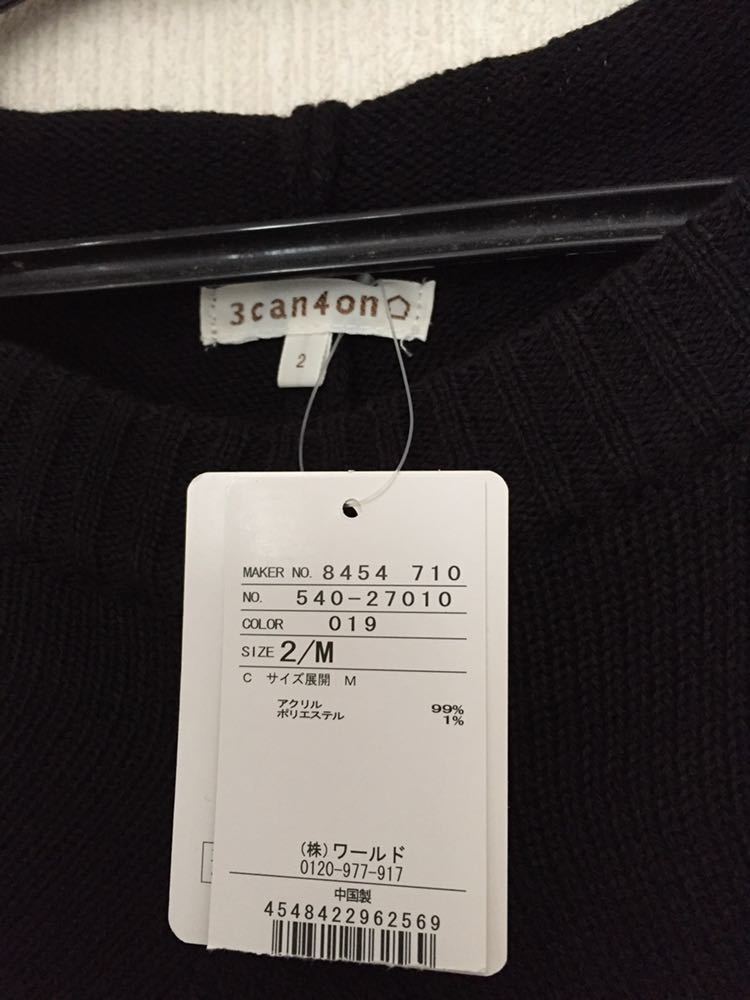 3can4on
2
MAKER NO. 8454 710
NO. 540-27010
COLOR 019
SIZE 2/M
C サイズ展開 M
アクリル 99%
ポリエステル 1%
(株)ワールド
0120-977-917
中国製
4548422962569